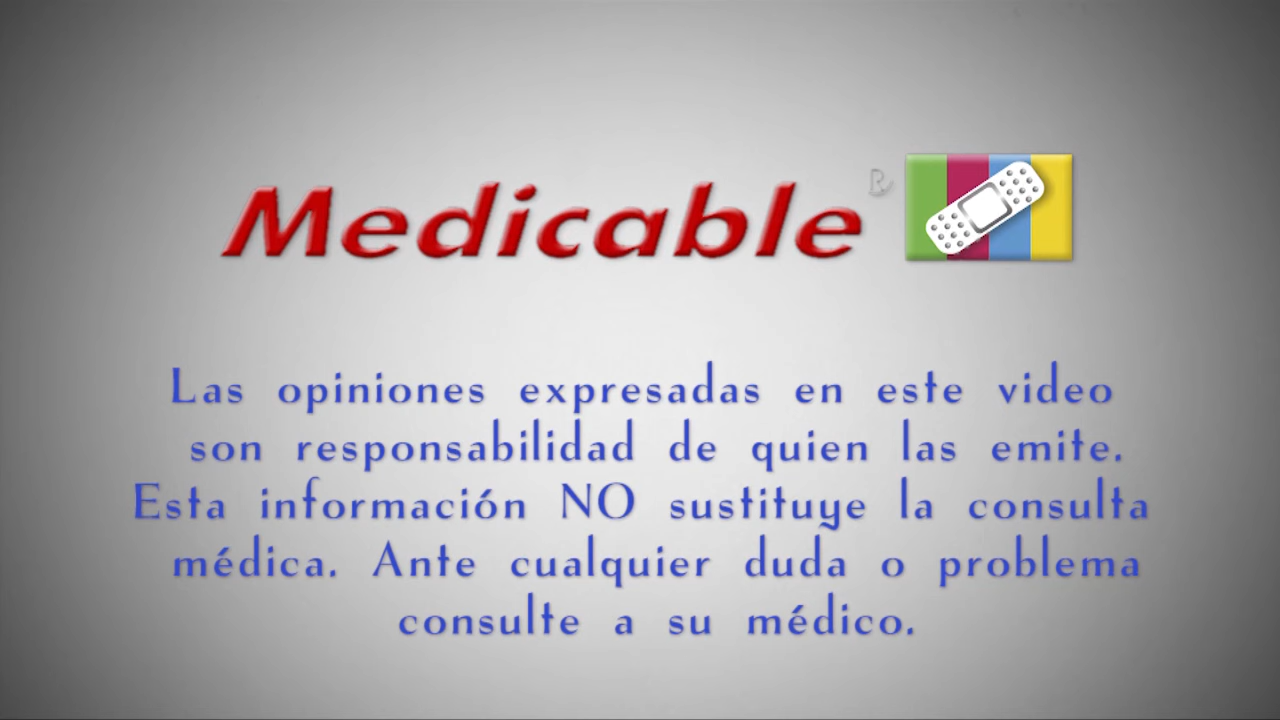 Medicable ℞
Las opiniones expresadas en este video
son responsabilidad de quien las emite.
Esta información NO sustituye la consulta
médica. Ante cualquier duda o problema
consulte a su médico.